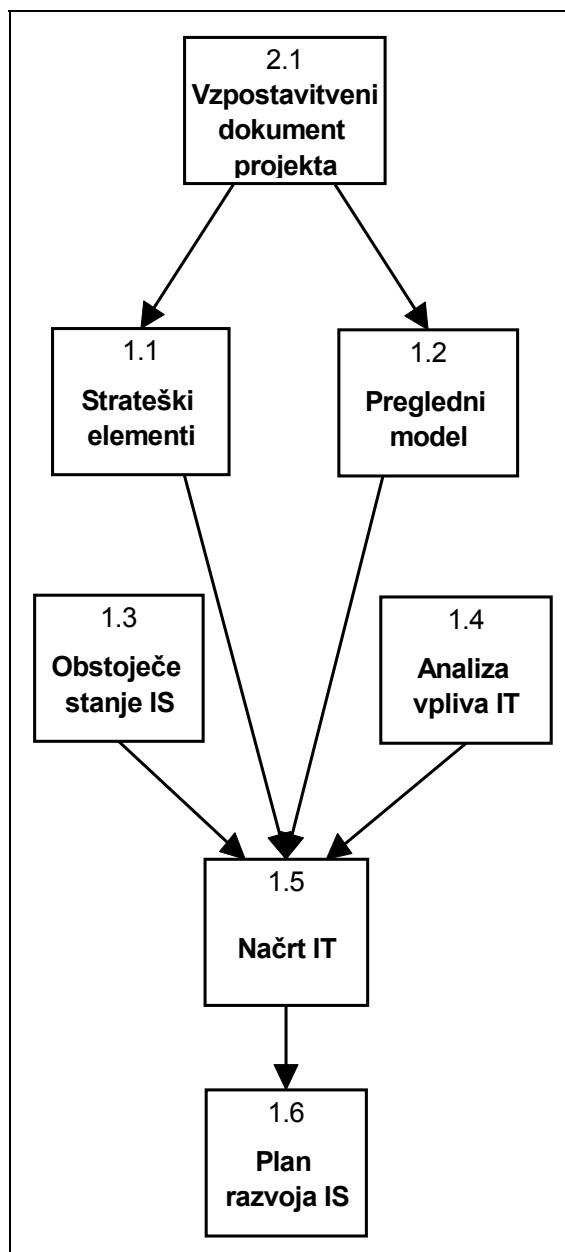 2.1
Vzpostavitveni
dokument
projekta
1.1
Strateški
elementi
1.2
Pregledni
model
1.3
Obstoječe
stanje IS
1.4
Analiza
vpliva IT
1.5
Načrt IT
1.6
Plan
razvoja IS